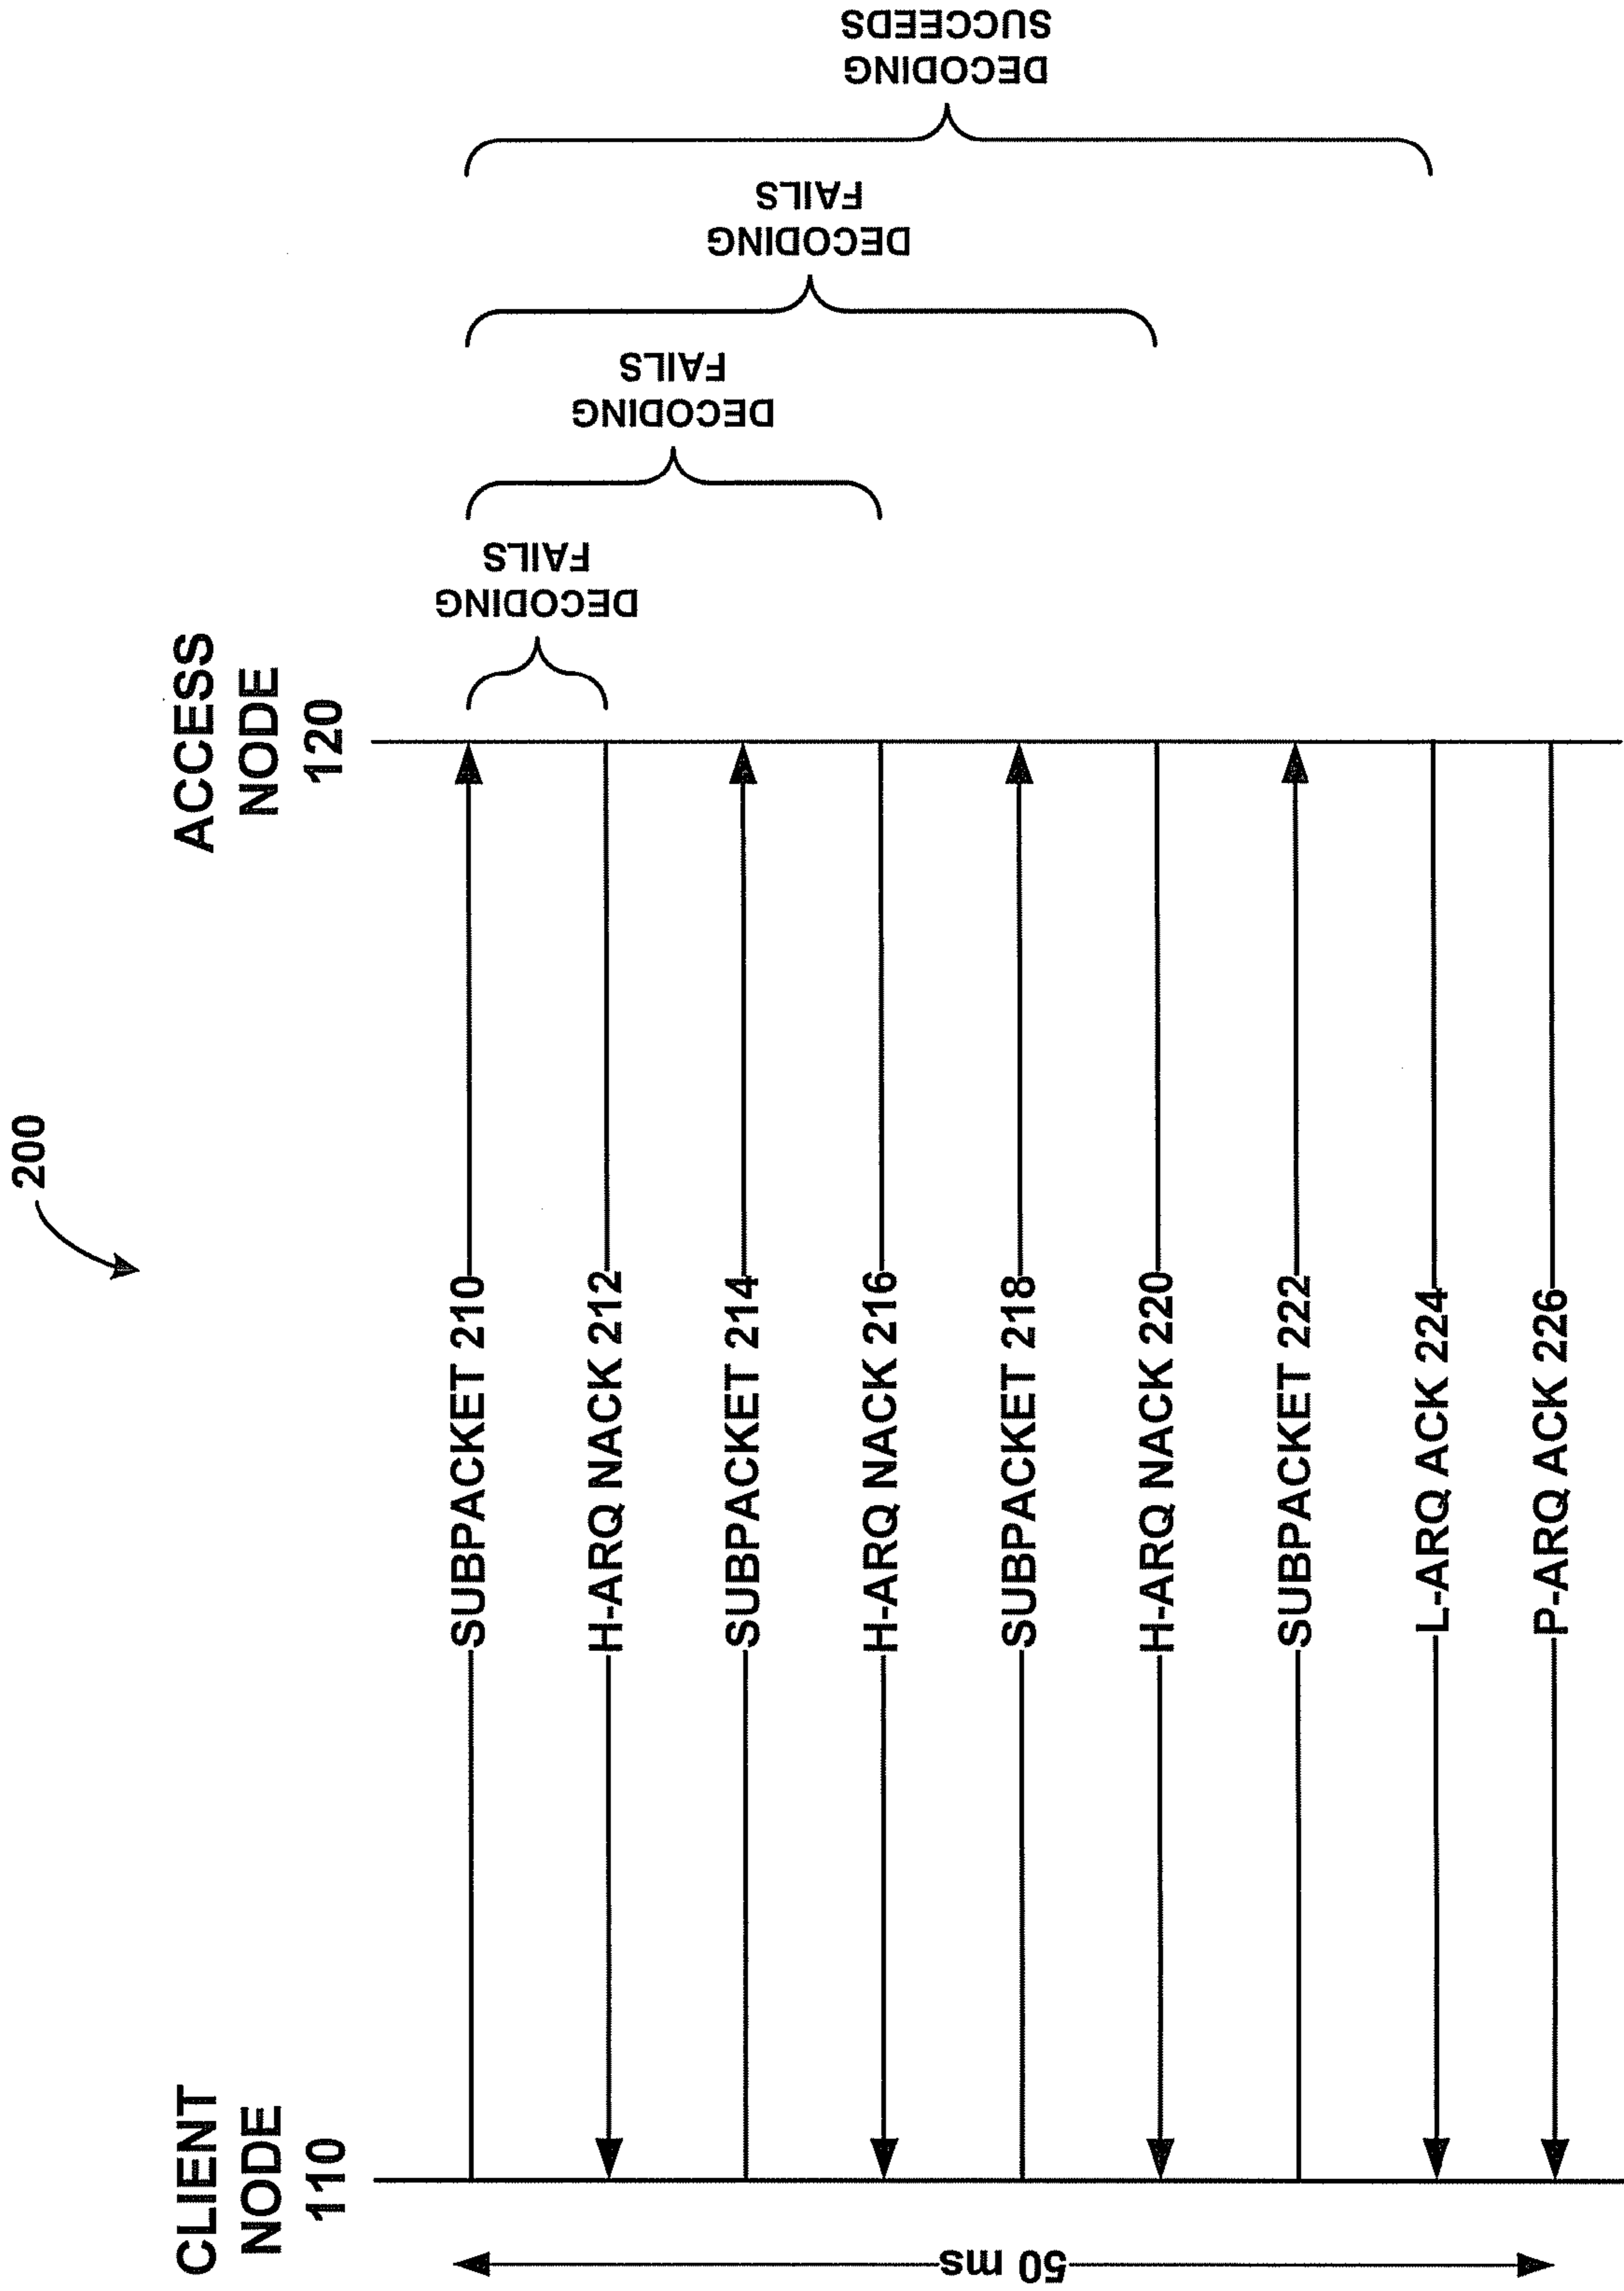 200
CLIENT
NODE
110
ACCESS
NODE
120
SUBPACKET 210
H-ARQ NACK 212
DECODING
FAILS
SUBPACKET 214
H-ARQ NACK 216
DECODING
FAILS
SUBPACKET 218
H-ARQ NACK 220
DECODING
FAILS
SUBPACKET 222
L-ARQ ACK 224
DECODING
SUCCEEDS
P-ARQ ACK 226
50 ms